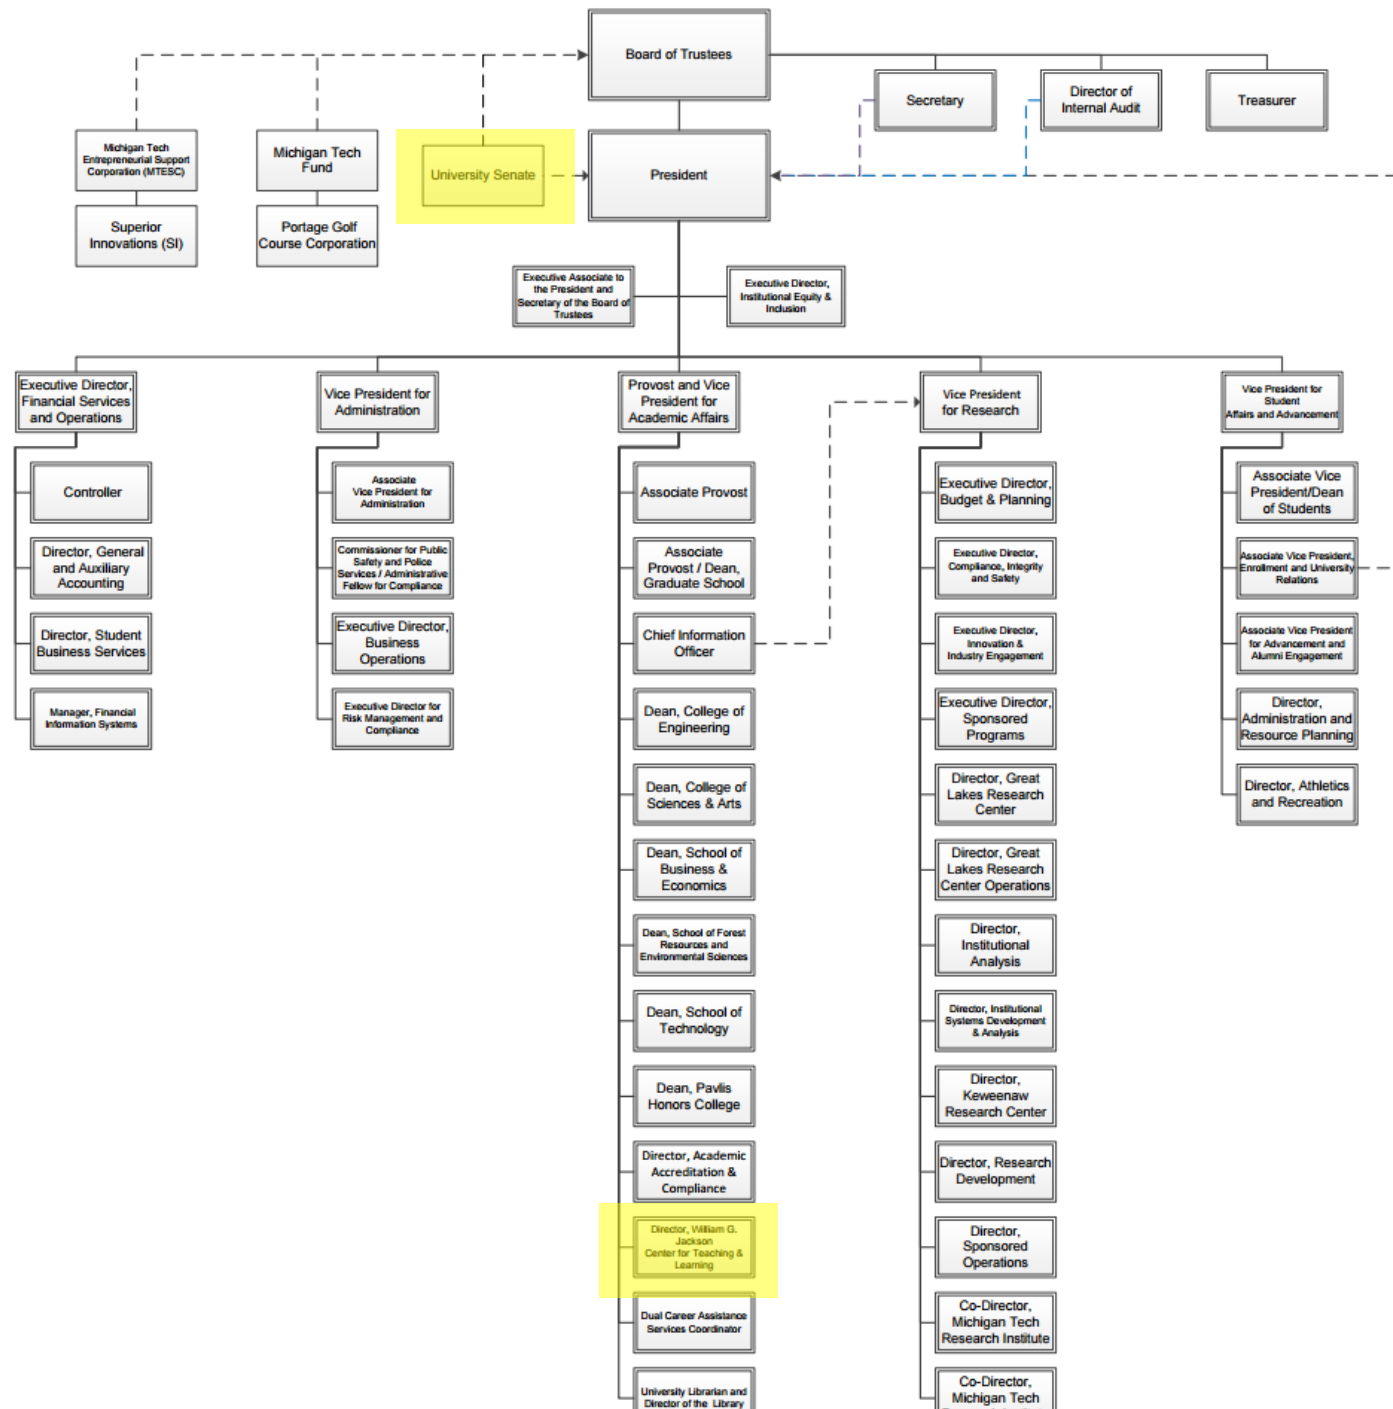 Board of Trustees
Secretary
Director of
Internal Audit
Treasurer
Michigan Tech
Entrepreneurial Support
Corporation (MTESC)
Michigan Tech
Fund
University Senate
President
Superior
Innovations (SI)
Portage Golf
Course Corporation
Executive Associate to
the President and
Secretary of the Board of
Trustees
Executive Director,
Institutional Equity &
Inclusion
Executive Director,
Financial Services
and Operations
Vice President for
Administration
Provost and Vice
President for
Academic Affairs
Vice President
for Research
Vice President for
Student
Affairs and Advancement
Controller
Director, General
and Auxiliary
Accounting
Director, Student
Business Services
Manager, Financial
Information Systems
Associate
Vice President for
Administration
Commissioner for Public
Safety and Police
Services / Administrative
Fellow for Compliance
Executive Director,
Business
Operations
Executive Director for
Risk Management and
Compliance
Associate Provost
Associate
Provost / Dean,
Graduate School
Chief Information
Officer
Dean, College of
Engineering
Dean, College of
Sciences & Arts
Dean, School of
Business &
Economics
Dean, School of Forest
Resources and
Environmental Sciences
Dean, School of
Technology
Dean, Pavlis
Honors College
Director, Academic
Accreditation &
Compliance
Director, William G.
Jackson
Center for Teaching &
Learning
Dual Career Assistance
Services Coordinator
University Librarian and
Director of the Library
Executive Director,
Budget & Planning
Executive Director,
Compliance, Integrity
and Safety
Executive Director,
Innovation &
Industry Engagement
Executive Director,
Sponsored
Programs
Director, Great
Lakes Research
Center
Director, Great
Lakes Research
Center Operations
Director,
Institutional
Analysis
Director, Institutional
Systems Development
& Analysis
Director,
Keweenaw
Research Center
Director, Research
Development
Director,
Sponsored
Operations
Co-Director,
Michigan Tech
Research Institute
Co-Director,
Michigan Tech
Associate Vice
President/Dean
of Students
Associate Vice President,
Enrollment and University
Relations
Associate Vice President
for Advancement and
Alumni Engagement
Director,
Administration and
Resource Planning
Director, Athletics
and Recreation